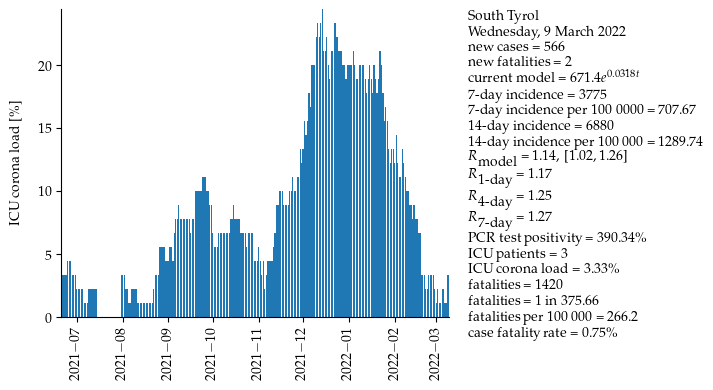 South Tyrol
Wednesday, 9 March 2022
new cases = 566
new fatalities = 2
current model = 671.4e^0.0318t
7-day incidence = 3775
7-day incidence per 100 0000 = 707.67
14-day incidence = 6880
14-day incidence per 100 000 = 1289.74
R_model = 1.14, [1.02, 1.26]
R_1-day = 1.17
R_4-day = 1.25
R_7-day = 1.27
PCR test positivity = 390.34%
ICU patients = 3
ICU corona load = 3.33%
fatalities = 1420
fatalities = 1 in 375.66
fatalities per 100 000 = 266.2
case fatality rate = 0.75%
ICU corona load [%]
20
15
10
5
0
2021−07
2021−08
2021−09
2021−10
2021−11
2021−12
2022−01
2022−02
2022−03